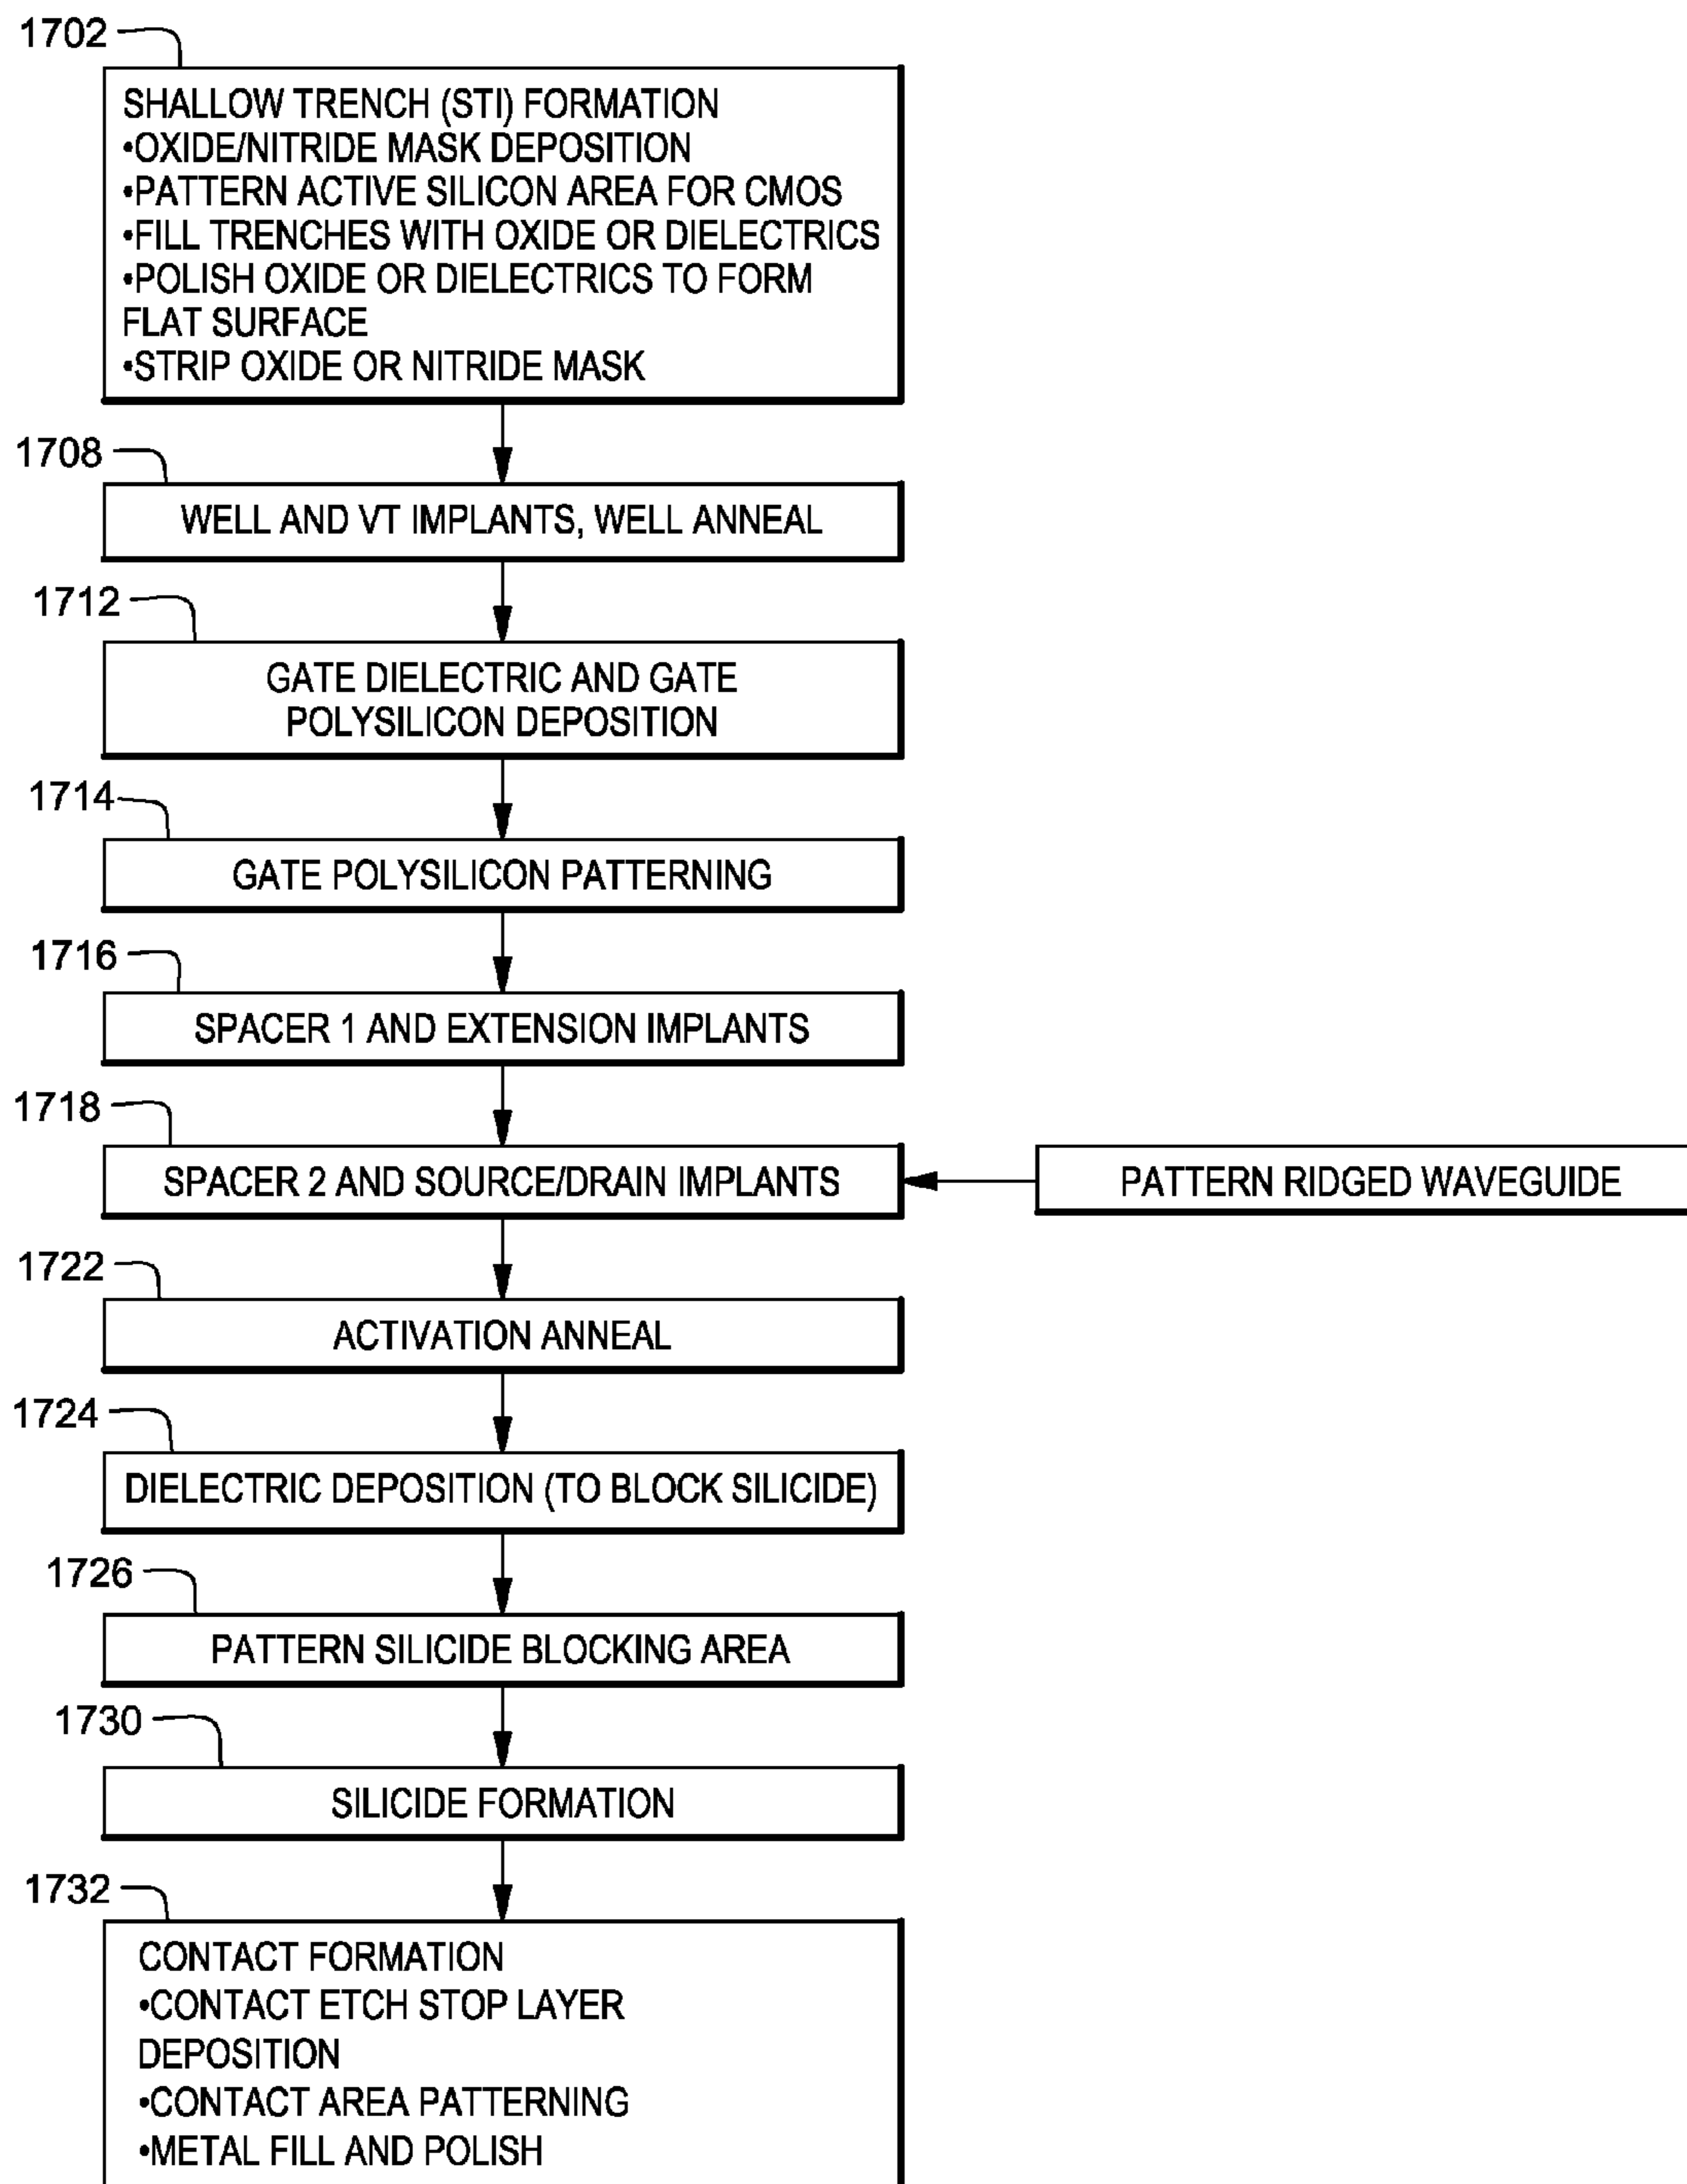 1702
SHALLOW TRENCH (STI) FORMATION
•OXIDE/NITRIDE MASK DEPOSITION
•PATTERN ACTIVE SILICON AREA FOR CMOS
•FILL TRENCHES WITH OXIDE OR DIELECTRICS
•POLISH OXIDE OR DIELECTRICS TO FORM
FLAT SURFACE
•STRIP OXIDE OR NITRIDE MASK
1708
WELL AND VT IMPLANTS, WELL ANNEAL
1712
GATE DIELECTRIC AND GATE
POLYSILICON DEPOSITION
1714
GATE POLYSILICON PATTERNING
1716
SPACER 1 AND EXTENSION IMPLANTS
1718
SPACER 2 AND SOURCE/DRAIN IMPLANTS
PATTERN RIDGED WAVEGUIDE
1722
ACTIVATION ANNEAL
1724
DIELECTRIC DEPOSITION (TO BLOCK SILICIDE)
1726
PATTERN SILICIDE BLOCKING AREA
1730
SILICIDE FORMATION
1732
CONTACT FORMATION
•CONTACT ETCH STOP LAYER
DEPOSITION
•CONTACT AREA PATTERNING
•METAL FILL AND POLISH